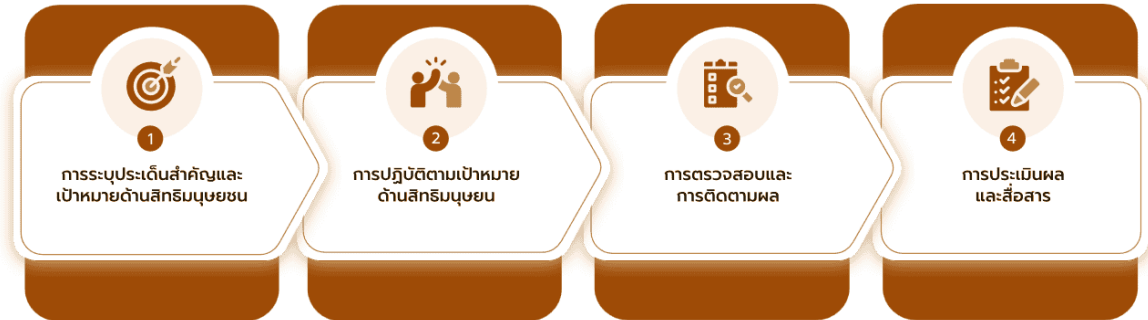 1
การระบุประเด็นสำคัญและ
เป้าหมายด้านสิทธิมนุษยชน
2
การปฏิบัติตามเป้าหมาย
ด้านสิทธิมนุษยน
3
การตรวจสอบและ
การติดตามผล
4
การประเมินผล
และสื่อสาร